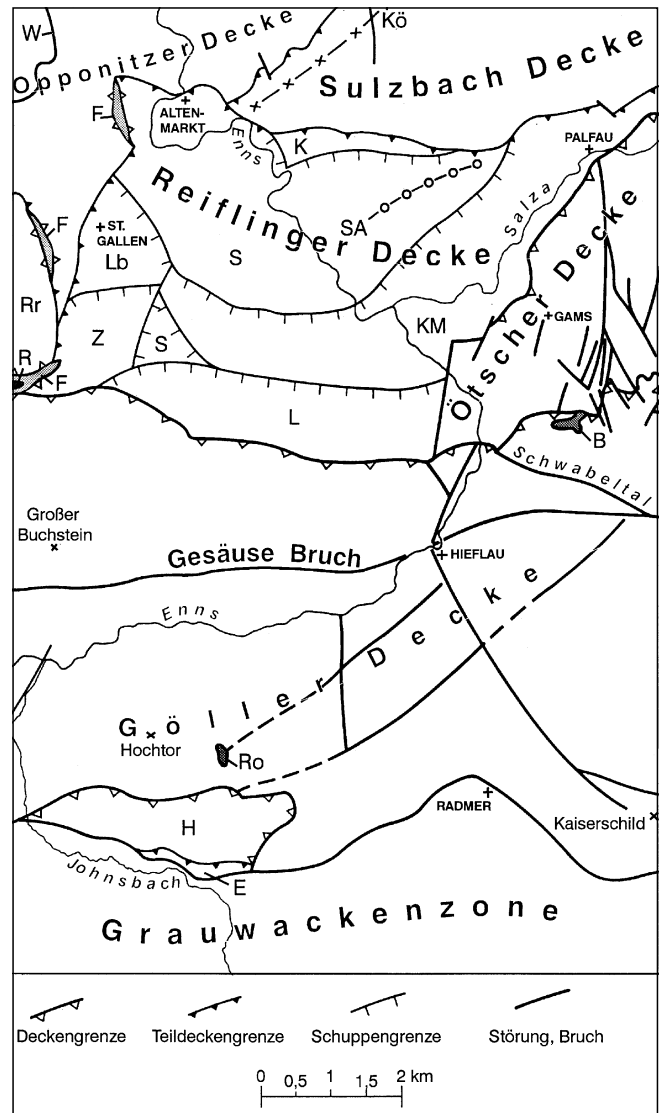 W
Kö
Opponitzer Decke
Sulzbach Decke
F
ALTEN-
MARKT
Enns
K
PALFAU
Reiflinger Decke
Salza
SA
F
ST.
GALLEN
Lb
S
Ötscher Decke
Rr
Z
S
KM
GAMS
R
F
L
B
Schwabeltal
Großer
Buchstein
Gesäuse Bruch
HIEFLAU
Enns
Göller Decke
Hochtor
Ro
RADMER
H
Kaiserschild
Johnsbach
E
Grauwackenzone
Deckengrenze
Teildeckengrenze
Schuppengrenze
Störung, Bruch
0 0,5 1 1,5 2 km